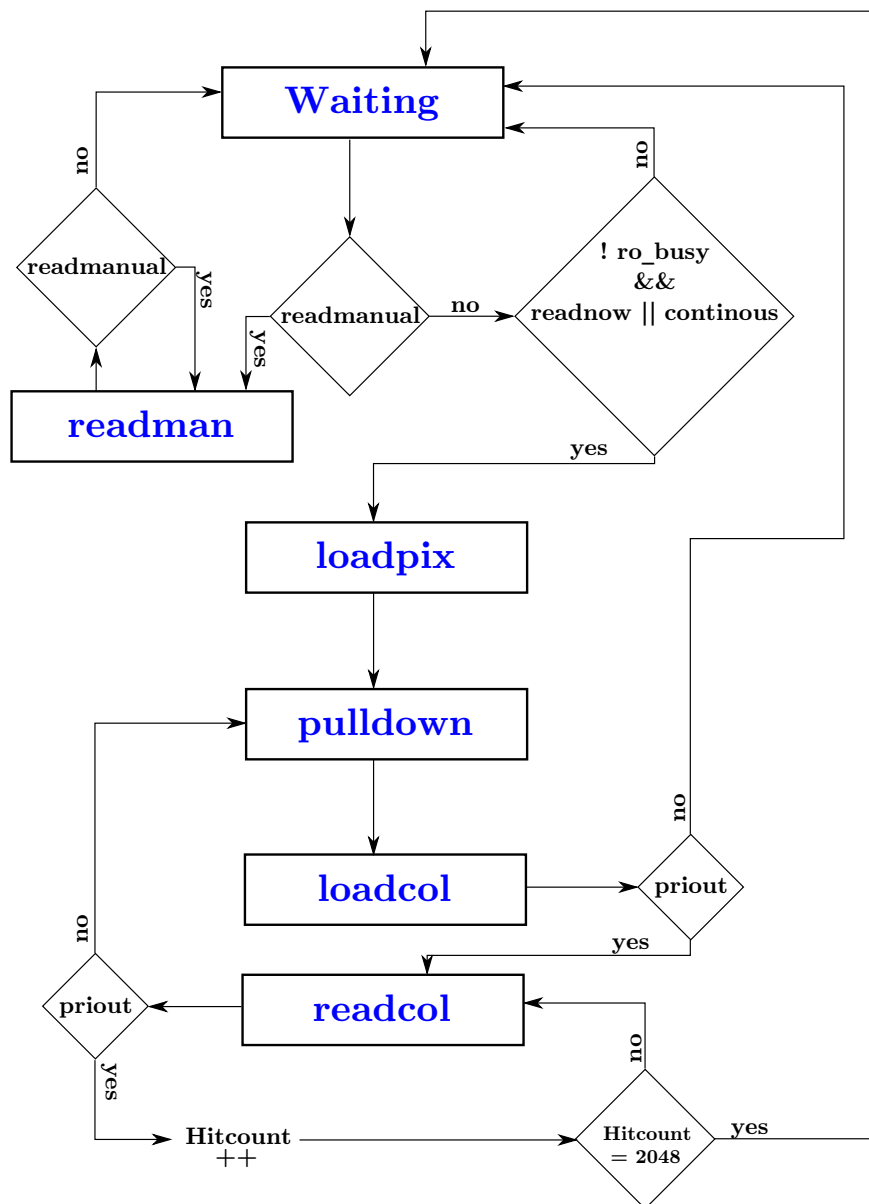 Waiting
no
no
readmanual
yes
! ro_busy
&&
readnow || continous
readmanual
no
yes
readman
yes
loadpix
pulldown
no
loadcol
priout
no
yes
priout
readcol
no
yes
Hitcount
++
Hitcount
= 2048
yes